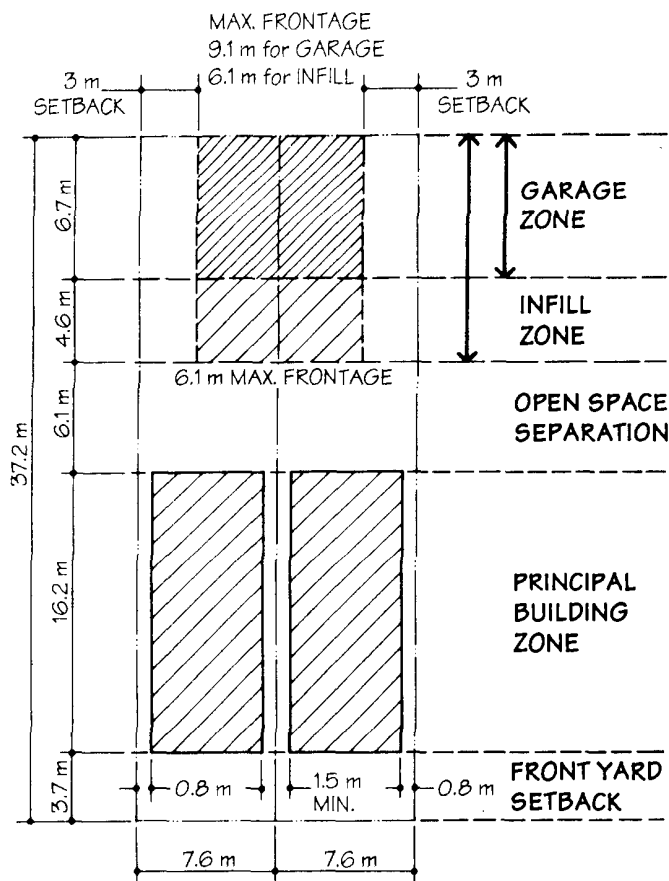 MAX. FRONTAGE
9.1 m for GARAGE
6.1 m for INFILL
3 m
SETBACK
3 m
SETBACK
6.7 m
GARAGE
ZONE
4.6 m
INFILL
ZONE
6.1 m MAX. FRONTAGE
6.1 m
OPEN SPACE
SEPARATION
37.2 m
16.2 m
PRINCIPAL
BUILDING
ZONE
3.7 m
0.8 m
1.5 m
MIN.
0.8 m
FRONT YARD
SETBACK
7.6 m
7.6 m